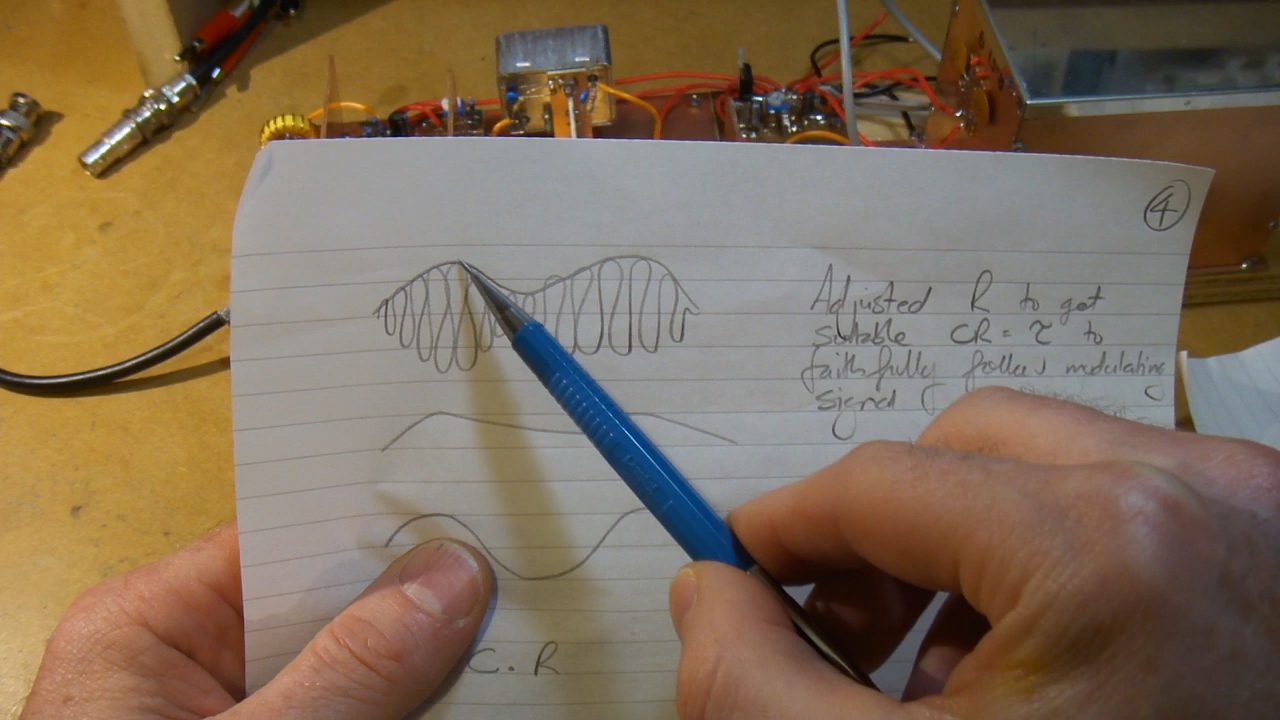 ④
Adjusted R to get
suitable CR = τ to
faithfully follow modulating
signal (
C. R